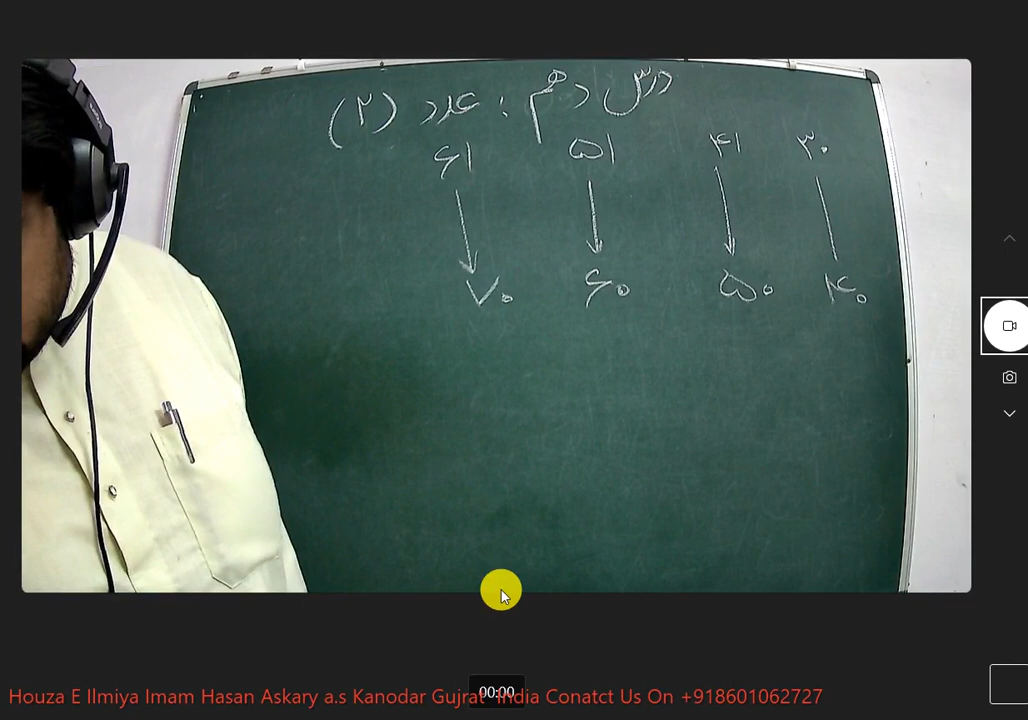 درس دهم : عدد (۲)
۳۰ ۴۱ ۵۱ ۶۱
۴۰ ۵۰ ۶۰ ۷۰
00:00
Houza E Ilmiya Imam Hasan Askary a.s Kanodar Gujrat India Conatct Us On +918601062727